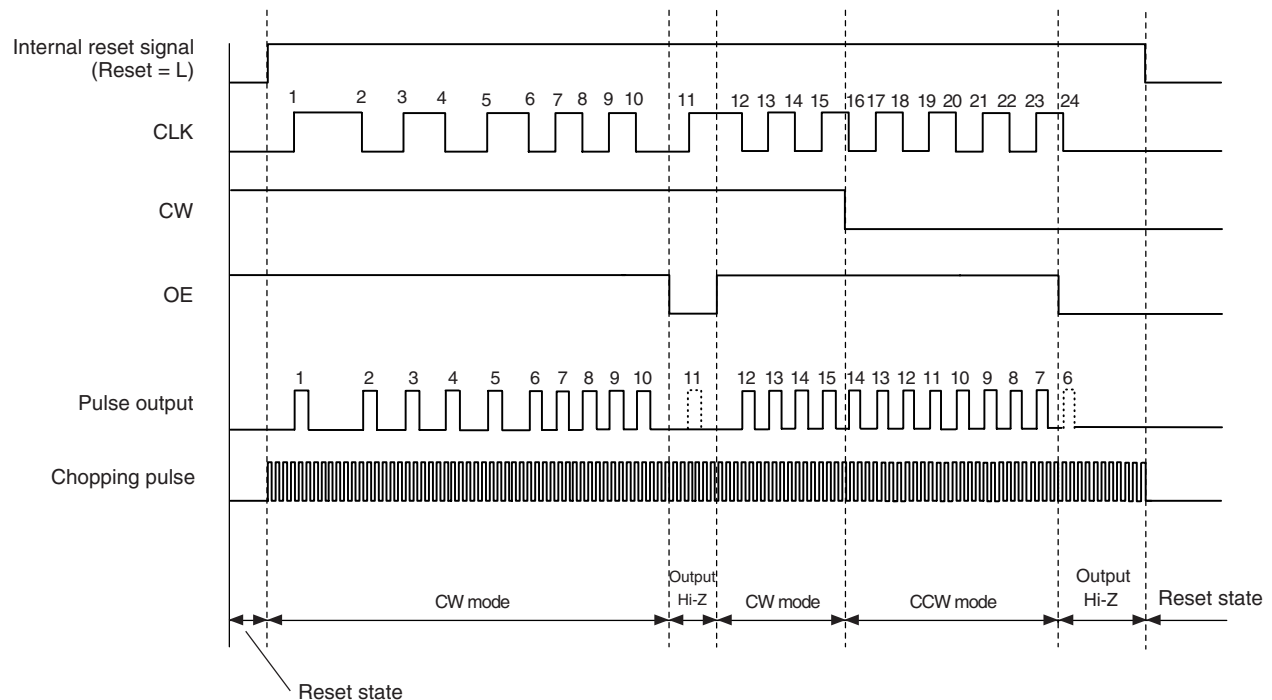 Internal reset signal
(Reset = L)
1 2 3 4 5 6 7 8 9 10 11 12 13 14 15 16 17 18 19 20 21 22 23 24
CLK
CW
OE
1 2 3 4 5 6 7 8 9 10 11 12 13 14 15 14 13 12 11 10 9 8 7 6
Pulse output
Chopping pulse
CW mode
Output
Hi-Z
CW mode
CCW mode
Output
Hi-Z
Reset state
Reset state